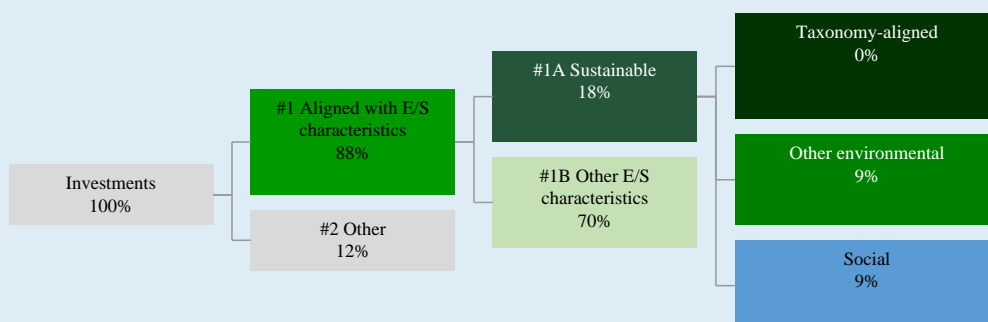 Investments
100%
#1 Aligned with E/S
characteristics
88%
#2 Other
12%
#1A Sustainable
18%
#1B Other E/S
characteristics
70%
Taxonomy-aligned
0%
Other environmental
9%
Social
9%